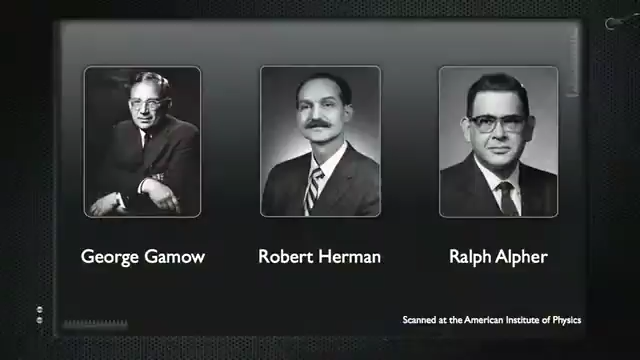 George Gamow
Robert Herman
Ralph Alpher
Scanned at the American Institute of Physics